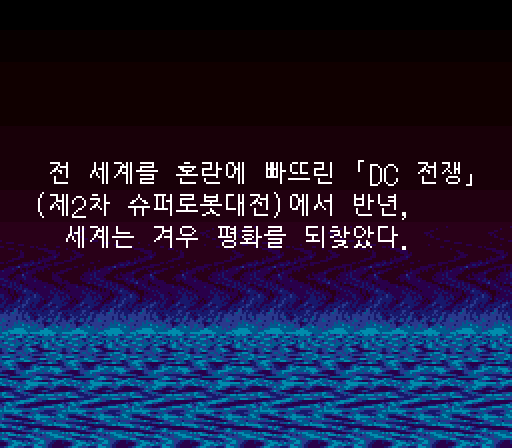 전 세계를 혼란에 빠뜨린 「DC 전쟁」
(제2차 슈퍼로봇대전)에서 반년,
세계는 겨우 평화를 되찾았다.